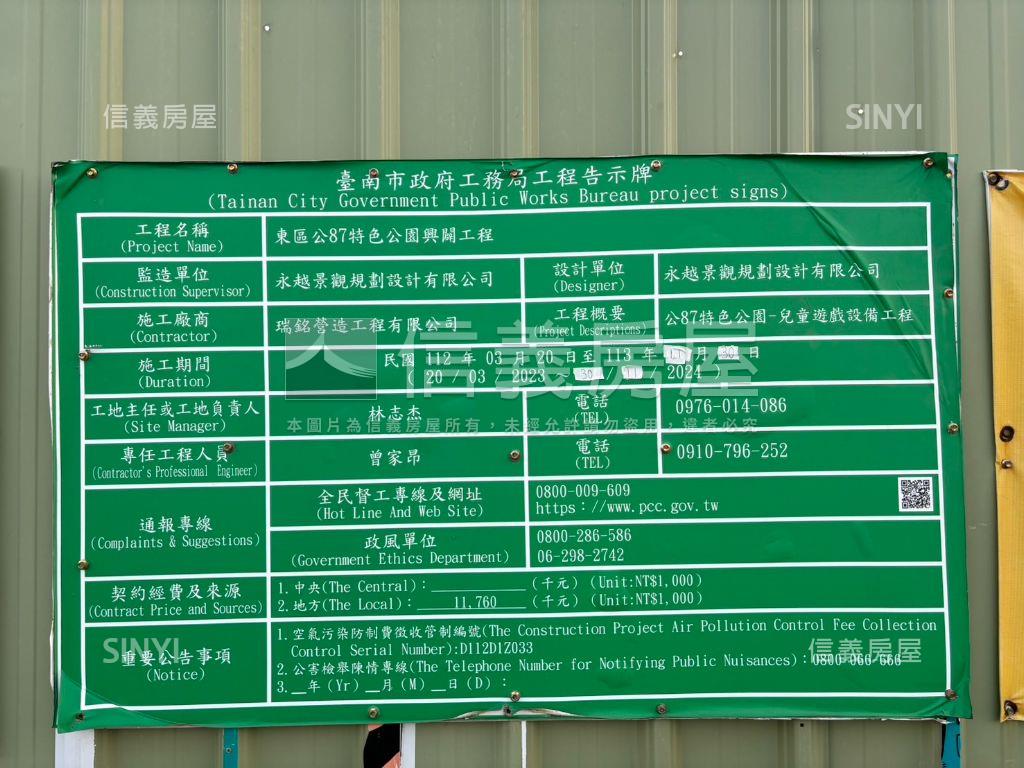 信義房屋
SINYI
臺南市政府工務局工程告示牌
(Tainan City Government Public Works Bureau project signs)
工程名稱
(Project Name)
東區公87特色公園興闢工程
監造單位
(Construction Supervisor)
永越景觀規劃設計有限公司
設計單位
(Designer)
永越景觀規劃設計有限公司
施工廠商
(Contractor)
瑞銘營造工程有限公司
工程概要
(Project Descriptions)
公87特色公園-兒童遊戲設備工程
信義房屋
施工期間
(Duration)
民國 112 年 03 月 20 日至 113 年 11 月 30 日
( 20 / 03 / 2023 ~ 30 / 11 / 2024 )
工地主任或工地負責人
(Site Manager)
林志杰
電話
(TEL)
0976-014-086
本圖片為信義房屋所有，未經允許請勿盜用，違者必究
專任工程人員
(Contractor's Professional Engineer)
曾家昂
電話
(TEL)
0910-796-252
通報專線
(Complaints & Suggestions)
全民督工專線及網址
(Hot Line And Web Site)
0800-009-609
https：//www.pcc.gov.tw
政風單位
(Government Ethics Department)
0800-286-586
06-298-2742
契約經費及來源
(Contract Price and Sources)
1.中央(The Central)：__________(千元) (Unit:NT$1,000)
2.地方(The Local)：____11,760____(千元) (Unit:NT$1,000)
重要公告事項
(Notice)
1.空氣污染防制費徵收管制編號(The Construction Project Air Pollution Control Fee Collection
Control Serial Number):D112D1Z033
2.公害檢舉陳情專線(The Telephone Number for Notifying Public Nuisances)：0800-066-666
3.__年(Yr)__月(M)__日(D)：
SINYI
信義房屋